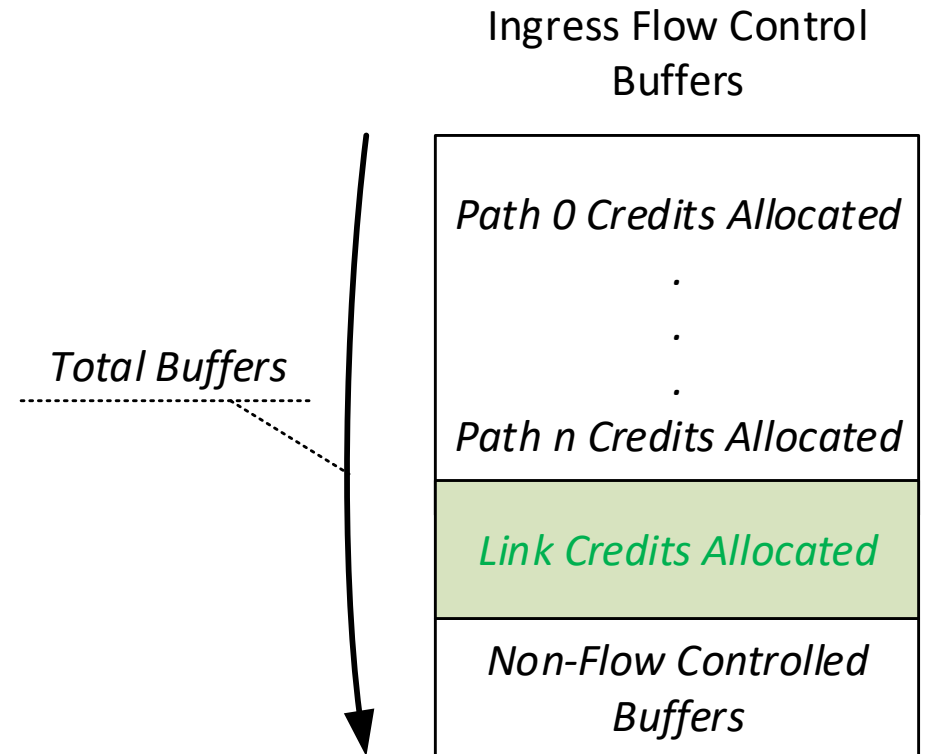 Ingress Flow Control
Buffers
Path 0 Credits Allocated
.
.
.
Path n Credits Allocated
Total Buffers
Link Credits Allocated
Non-Flow Controlled
Buffers